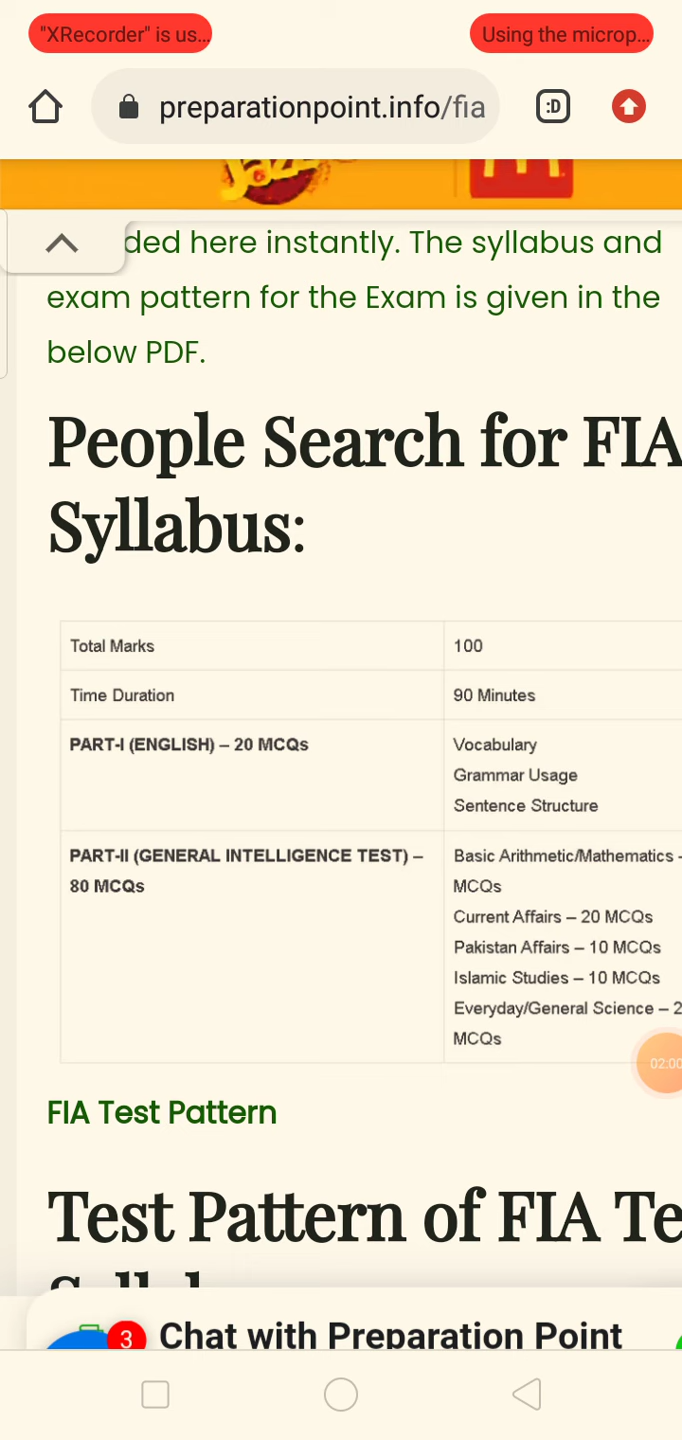 "XRecorder" is us...
Using the microp...
preparationpoint.info/fia
:D
Jazz
ded here instantly. The syllabus and
exam pattern for the Exam is given in the
below PDF.
People Search for FIA
Syllabus:
Total Marks
100
Time Duration
90 Minutes
PART-I (ENGLISH) – 20 MCQs
Vocabulary
Grammar Usage
Sentence Structure
PART-II (GENERAL INTELLIGENCE TEST) –
80 MCQs
Basic Arithmetic/Mathematics -
MCQs
Current Affairs – 20 MCQs
Pakistan Affairs – 10 MCQs
Islamic Studies – 10 MCQs
Everyday/General Science – 2
MCQs
02:00
FIA Test Pattern
Test Pattern of FIA Te
3
Chat with Preparation Point